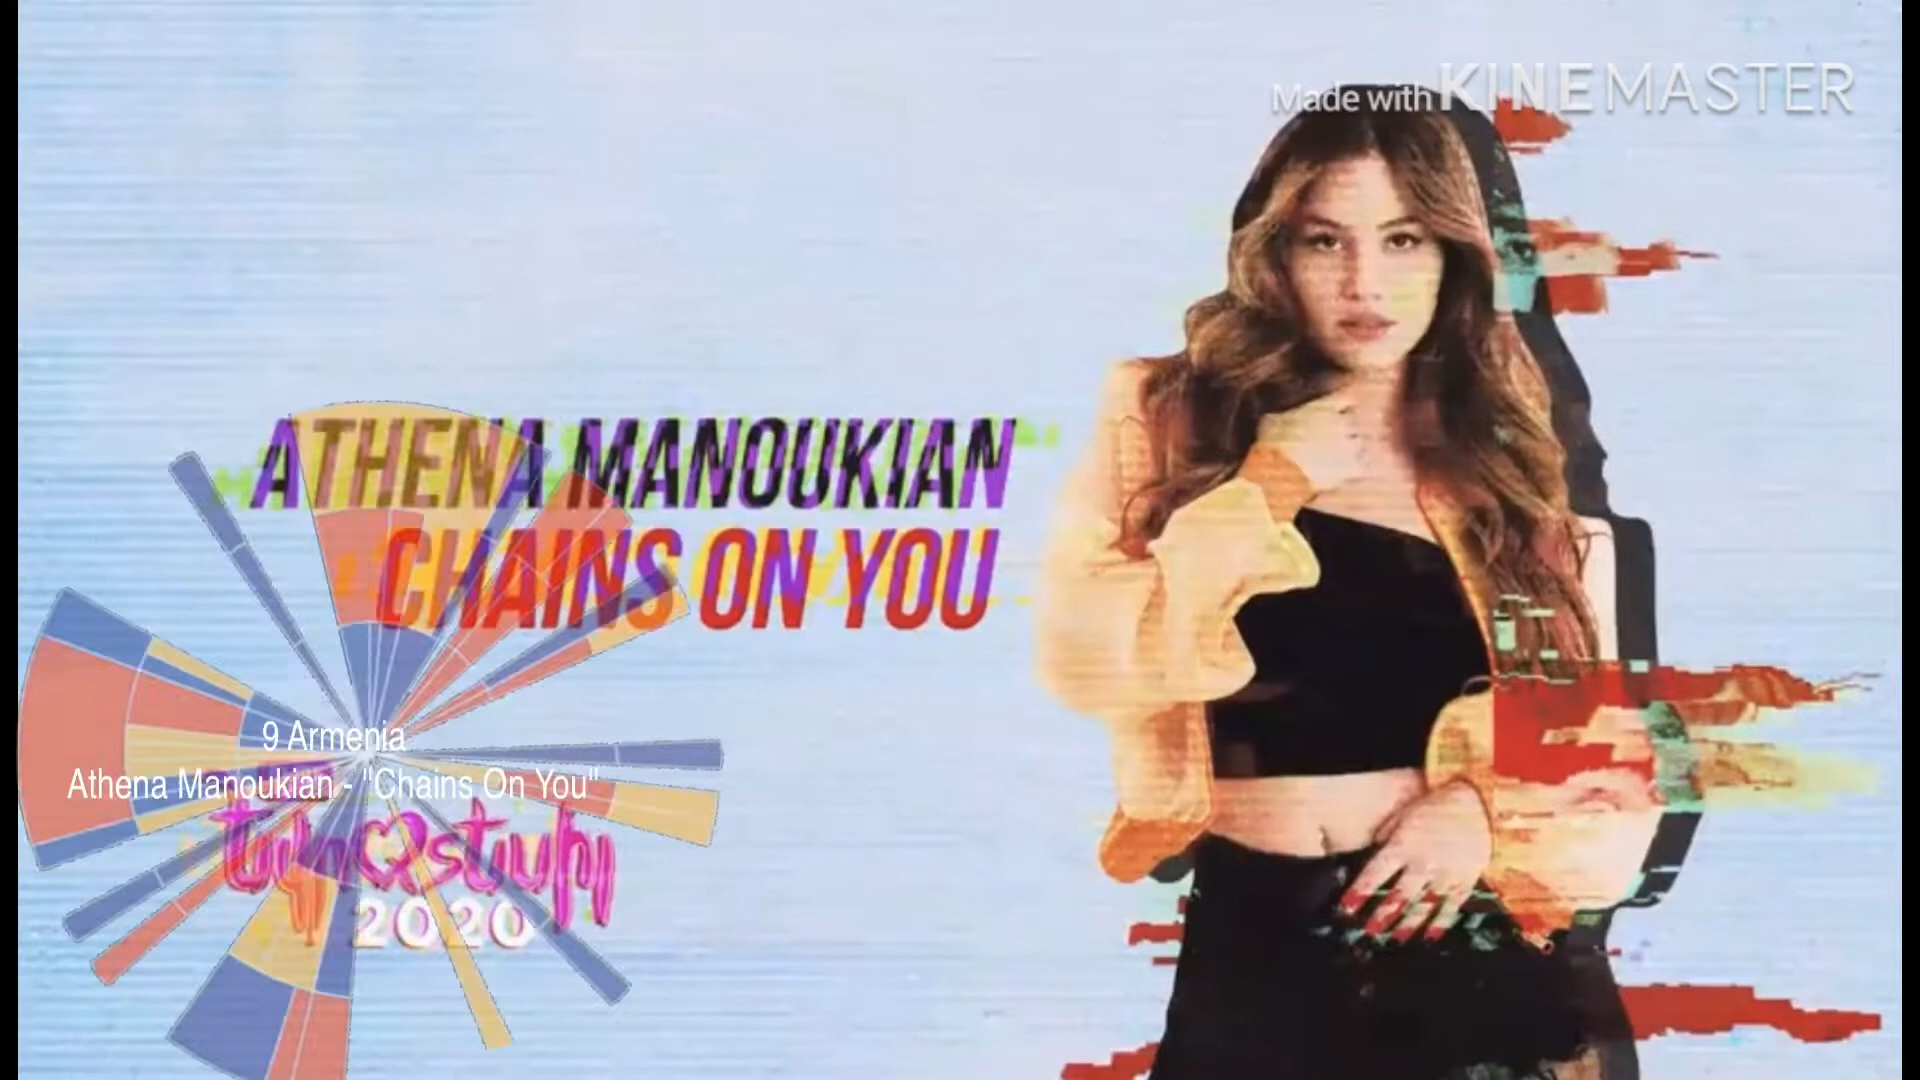 Made with KINEMASTER
ATHENA MANOUKIAN
CHAINS ON YOU
9 Armenia
Athena Manoukian - "Chains On You"
2020